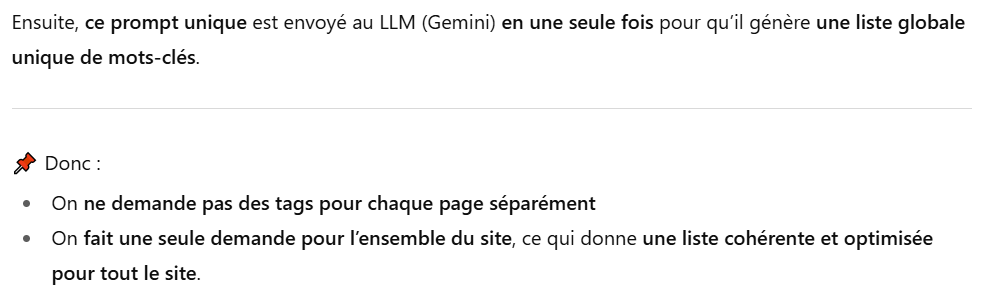 Ensuite, ce prompt unique est envoyé au LLM (Gemini) en une seule fois pour qu’il génère une liste globale
unique de mots-clés.
📌 Donc :
• On ne demande pas des tags pour chaque page séparément
• On fait une seule demande pour l’ensemble du site, ce qui donne une liste cohérente et optimisée
pour tout le site.